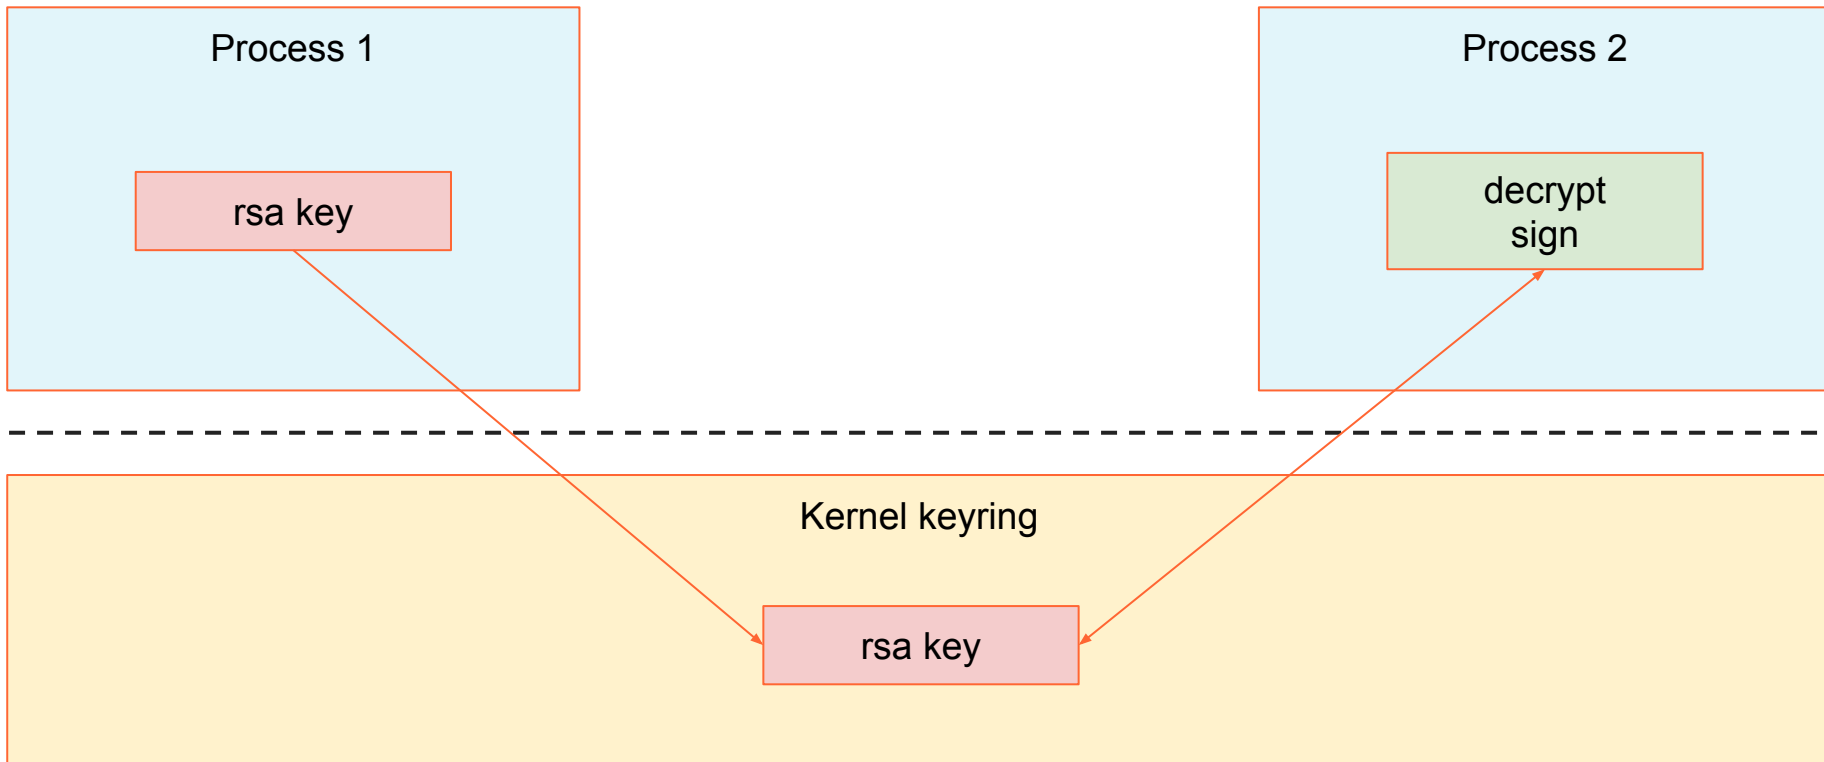 Process 1
Process 2
rsa key
decrypt
sign
Kernel keyring
rsa key